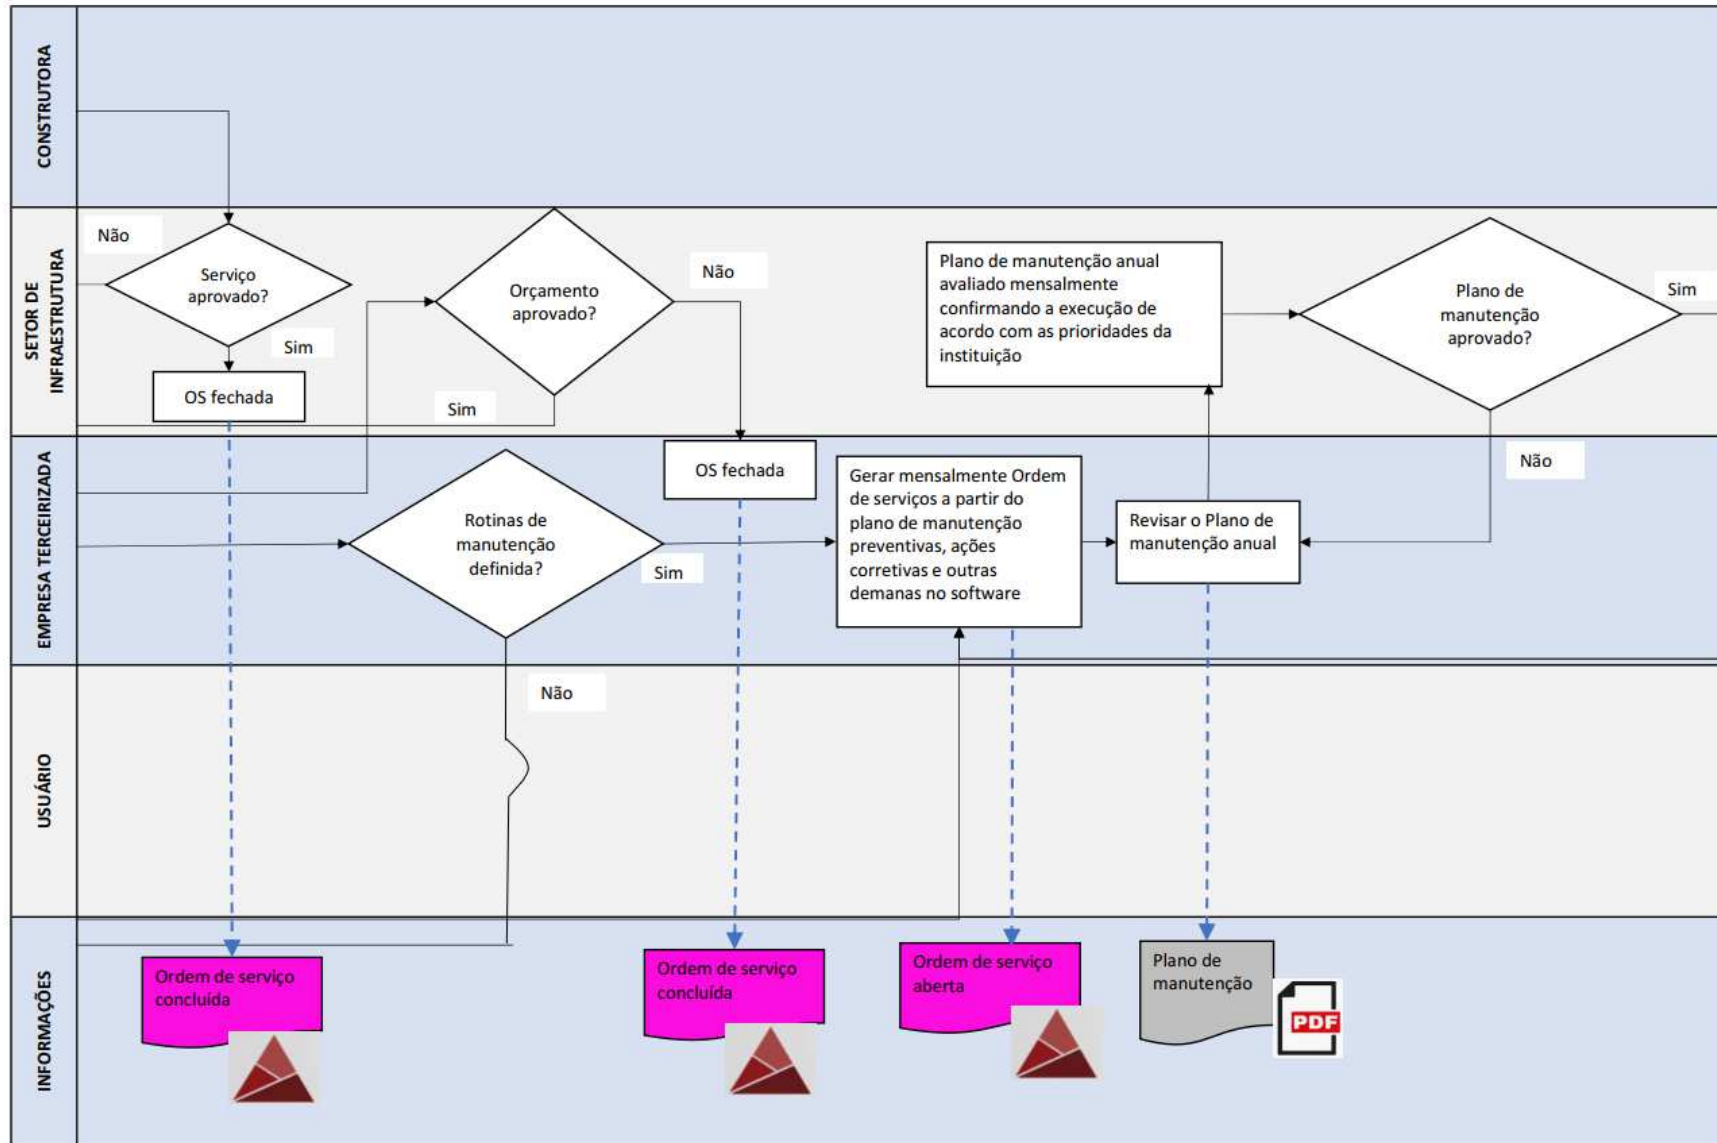 CONSTRUTORA
SETOR DE
INFRAESTRUTURA
Não
Serviço
aprovado?
Sim
OS fechada
Orçamento
aprovado?
Não
Sim
Plano de manutenção anual
avaliado mensalmente
confirmando a execução de
acordo com as prioridades da
instituição
Plano de
manutenção
aprovado?
Sim
EMPRESA TERCEIRIZADA
Rotinas de
manutenção
definida?
Sim
OS fechada
Gerar mensalmente Ordem
de serviços a partir do
plano de manutenção
preventivas, ações
corretivas e outras
demanas no software
Revisar o Plano de
manutenção anual
Não
USUÁRIO
Não
INFORMAÇÕES
Ordem de serviço
concluída
Ordem de serviço
concluída
Ordem de serviço
aberta
Plano de
manutenção
PDF